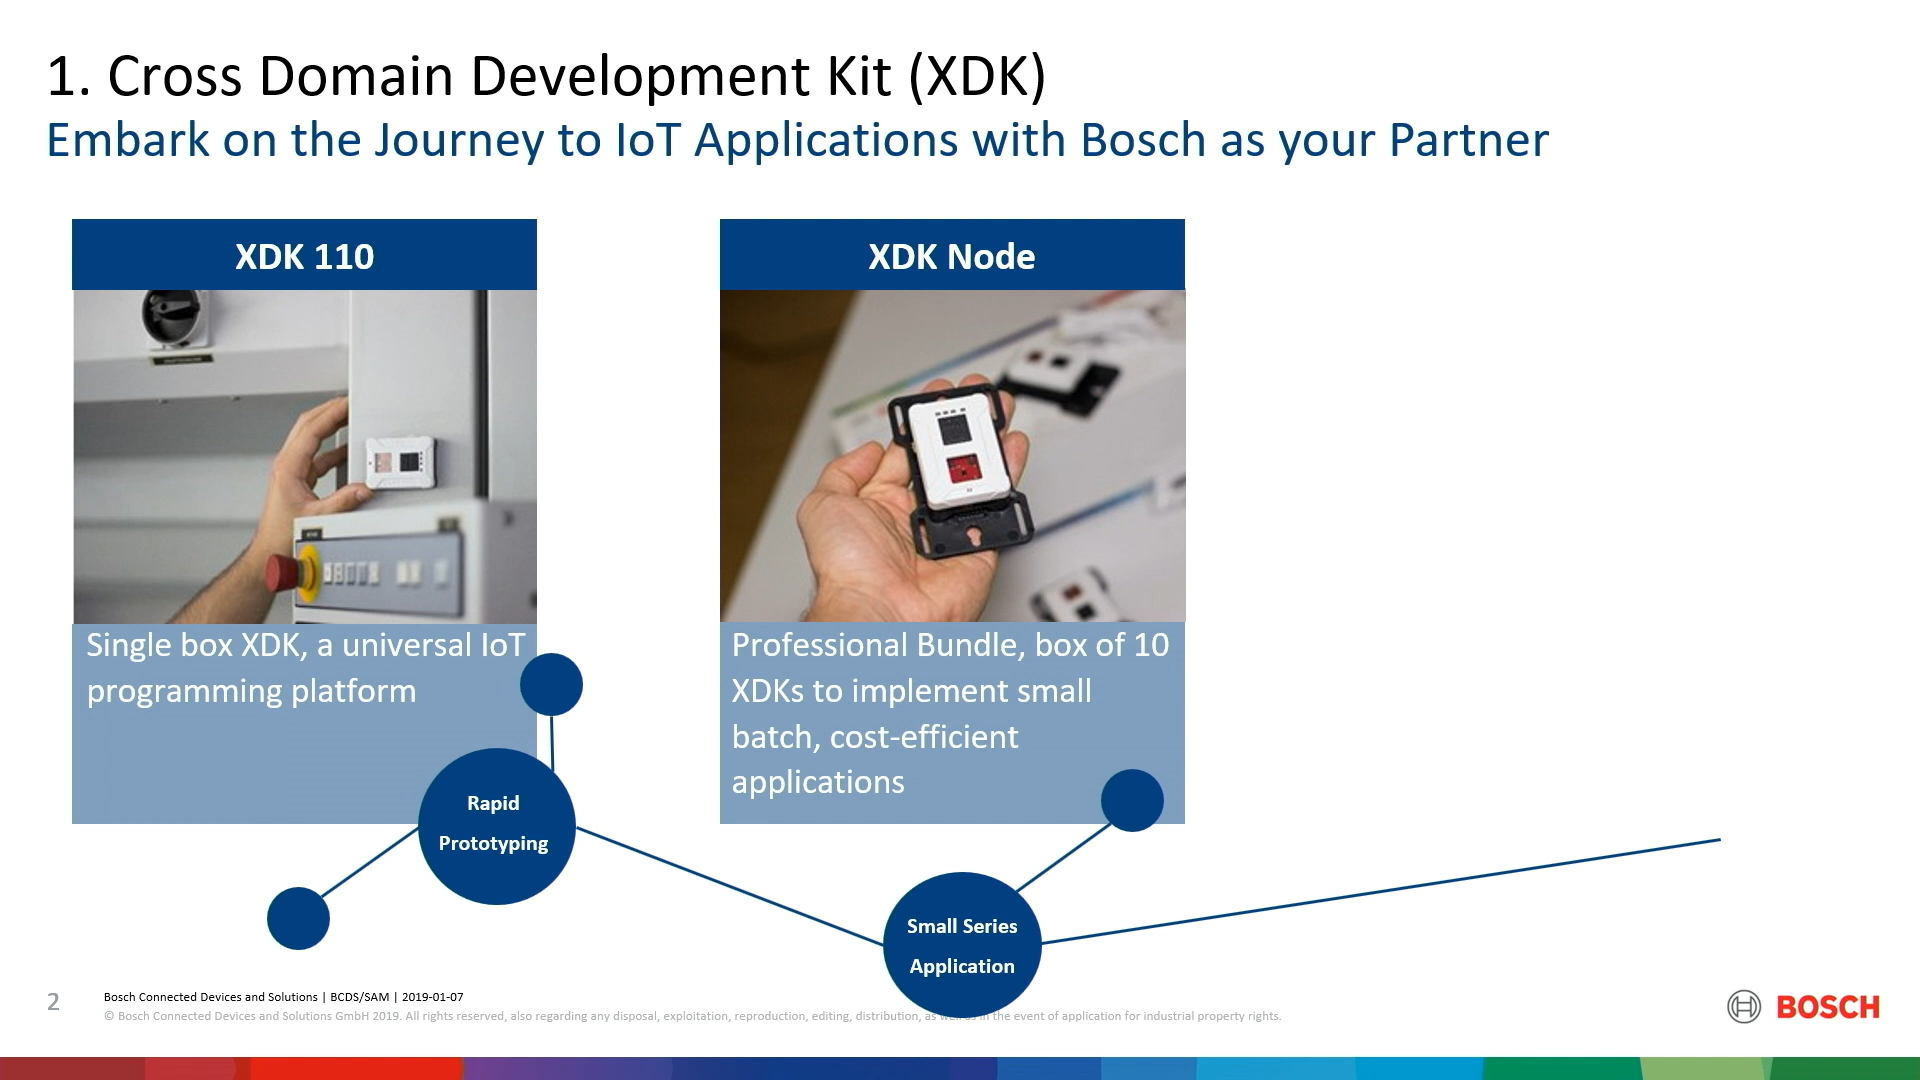 1. Cross Domain Development Kit (XDK)
Embark on the Journey to IoT Applications with Bosch as your Partner
XDK 110
Single box XDK, a universal IoT
programming platform
XDK Node
Professional Bundle, box of 10
XDKs to implement small
batch, cost-efficient
applications
Rapid
Prototyping
Small Series
Application
2
Bosch Connected Devices and Solutions | BCDS/SAM | 2019-01-07
© Bosch Connected Devices and Solutions GmbH 2019. All rights reserved, also regarding any disposal, exploitation, reproduction, editing, distribution, as well as in the event of application for industrial property rights.
BOSCH